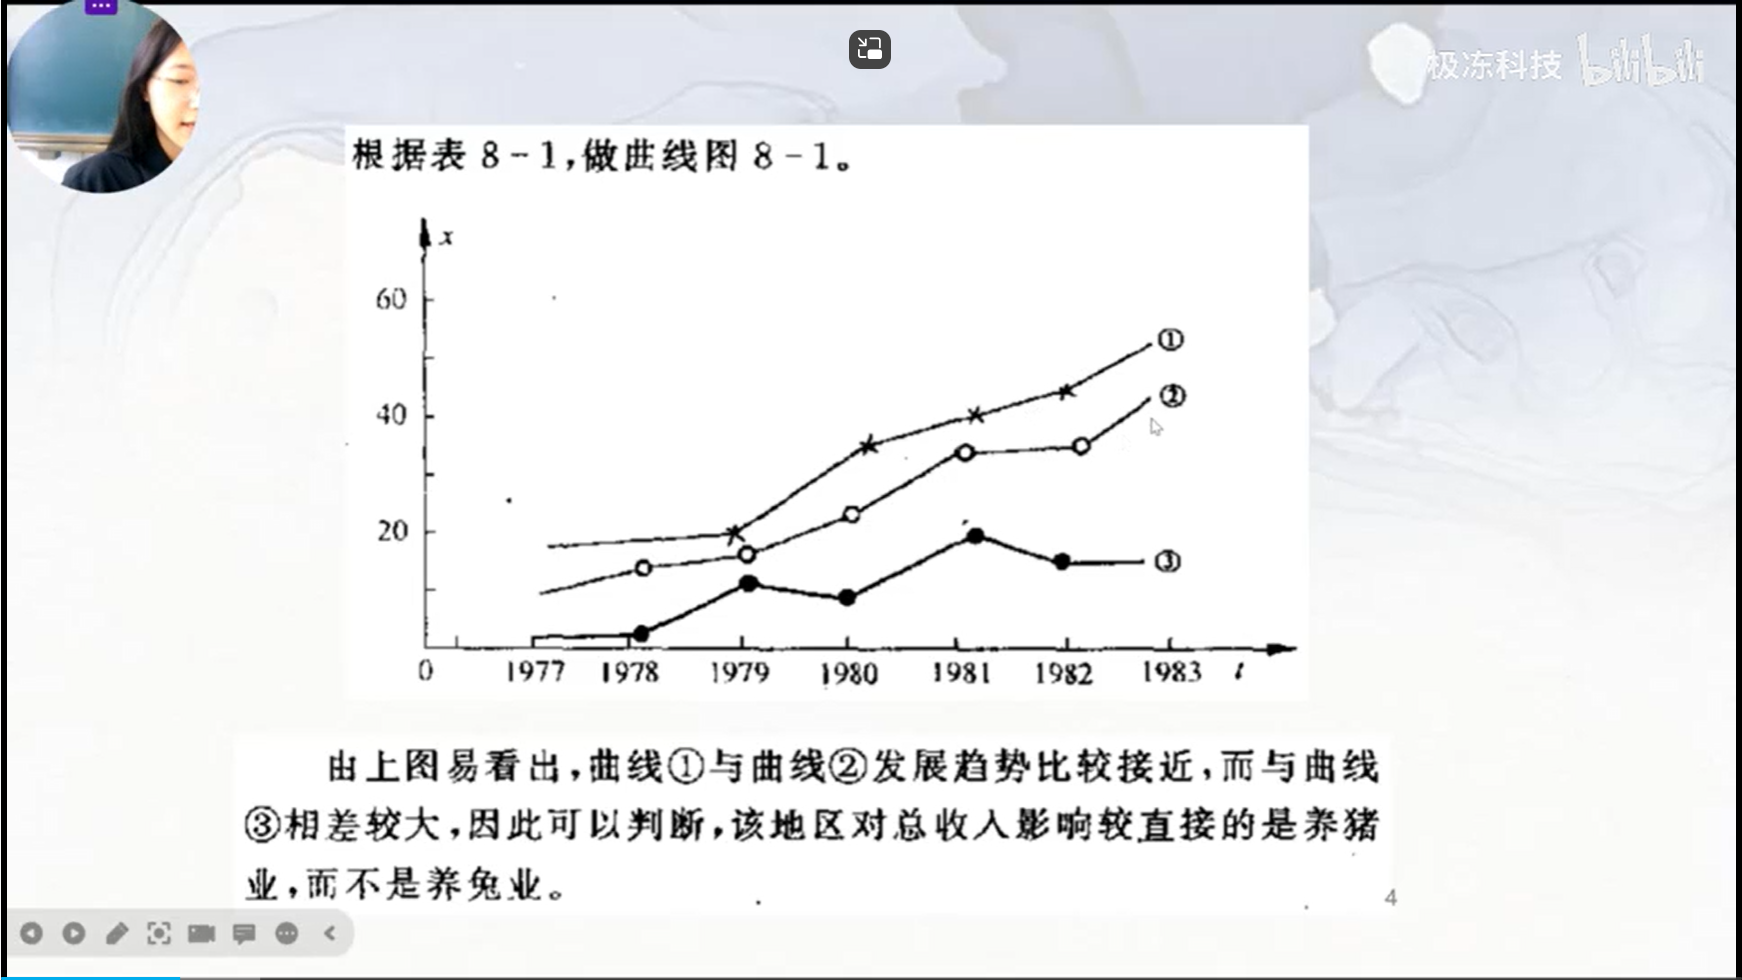 极冻科技 bilibili
根据表 8-1,做曲线图 8-1。
x
60
①
②
40
20
③
0 1977 1978 1979 1980 1981 1982 1983 t
由上图易看出,曲线①与曲线②发展趋势比较接近,而与曲线
③相差较大,因此可以判断,该地区对总收入影响较直接的是养猪
业,而不是养兔业。
4